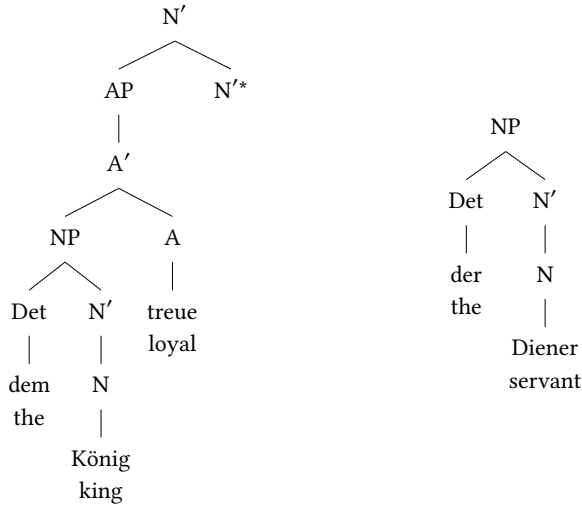 N′
AP N′*
NP
A′
Det N′
NP A
der N
the
Det N′ treue
loyal
Diener
servant
dem N
the
König
king